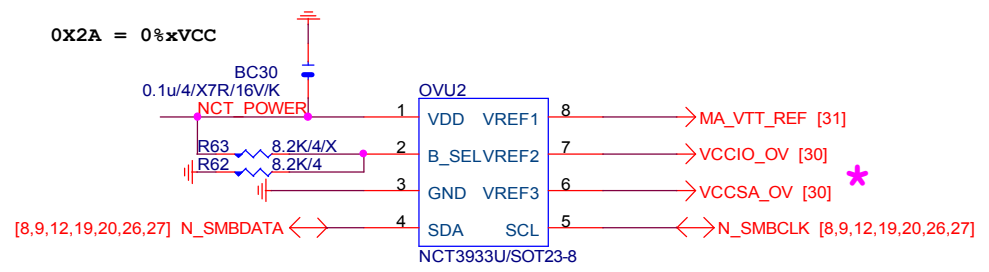 0X2A = 0%xVCC
BC30
0.1u/4/X7R/16V/K
OVU2
NCT_POWER
1 VDD VREF1 8 MA_VTT_REF [31]
R63 8.2K/4/X
2 B_SEL VREF2 7 VCCIO_OV [30]
R62 8.2K/4
3 GND VREF3 6 VCCSA_OV [30] *
[8,9,12,19,20,26,27] N_SMBDATA 4 SDA SCL 5 N_SMBCLK [8,9,12,19,20,26,27]
NCT3933U/SOT23-8